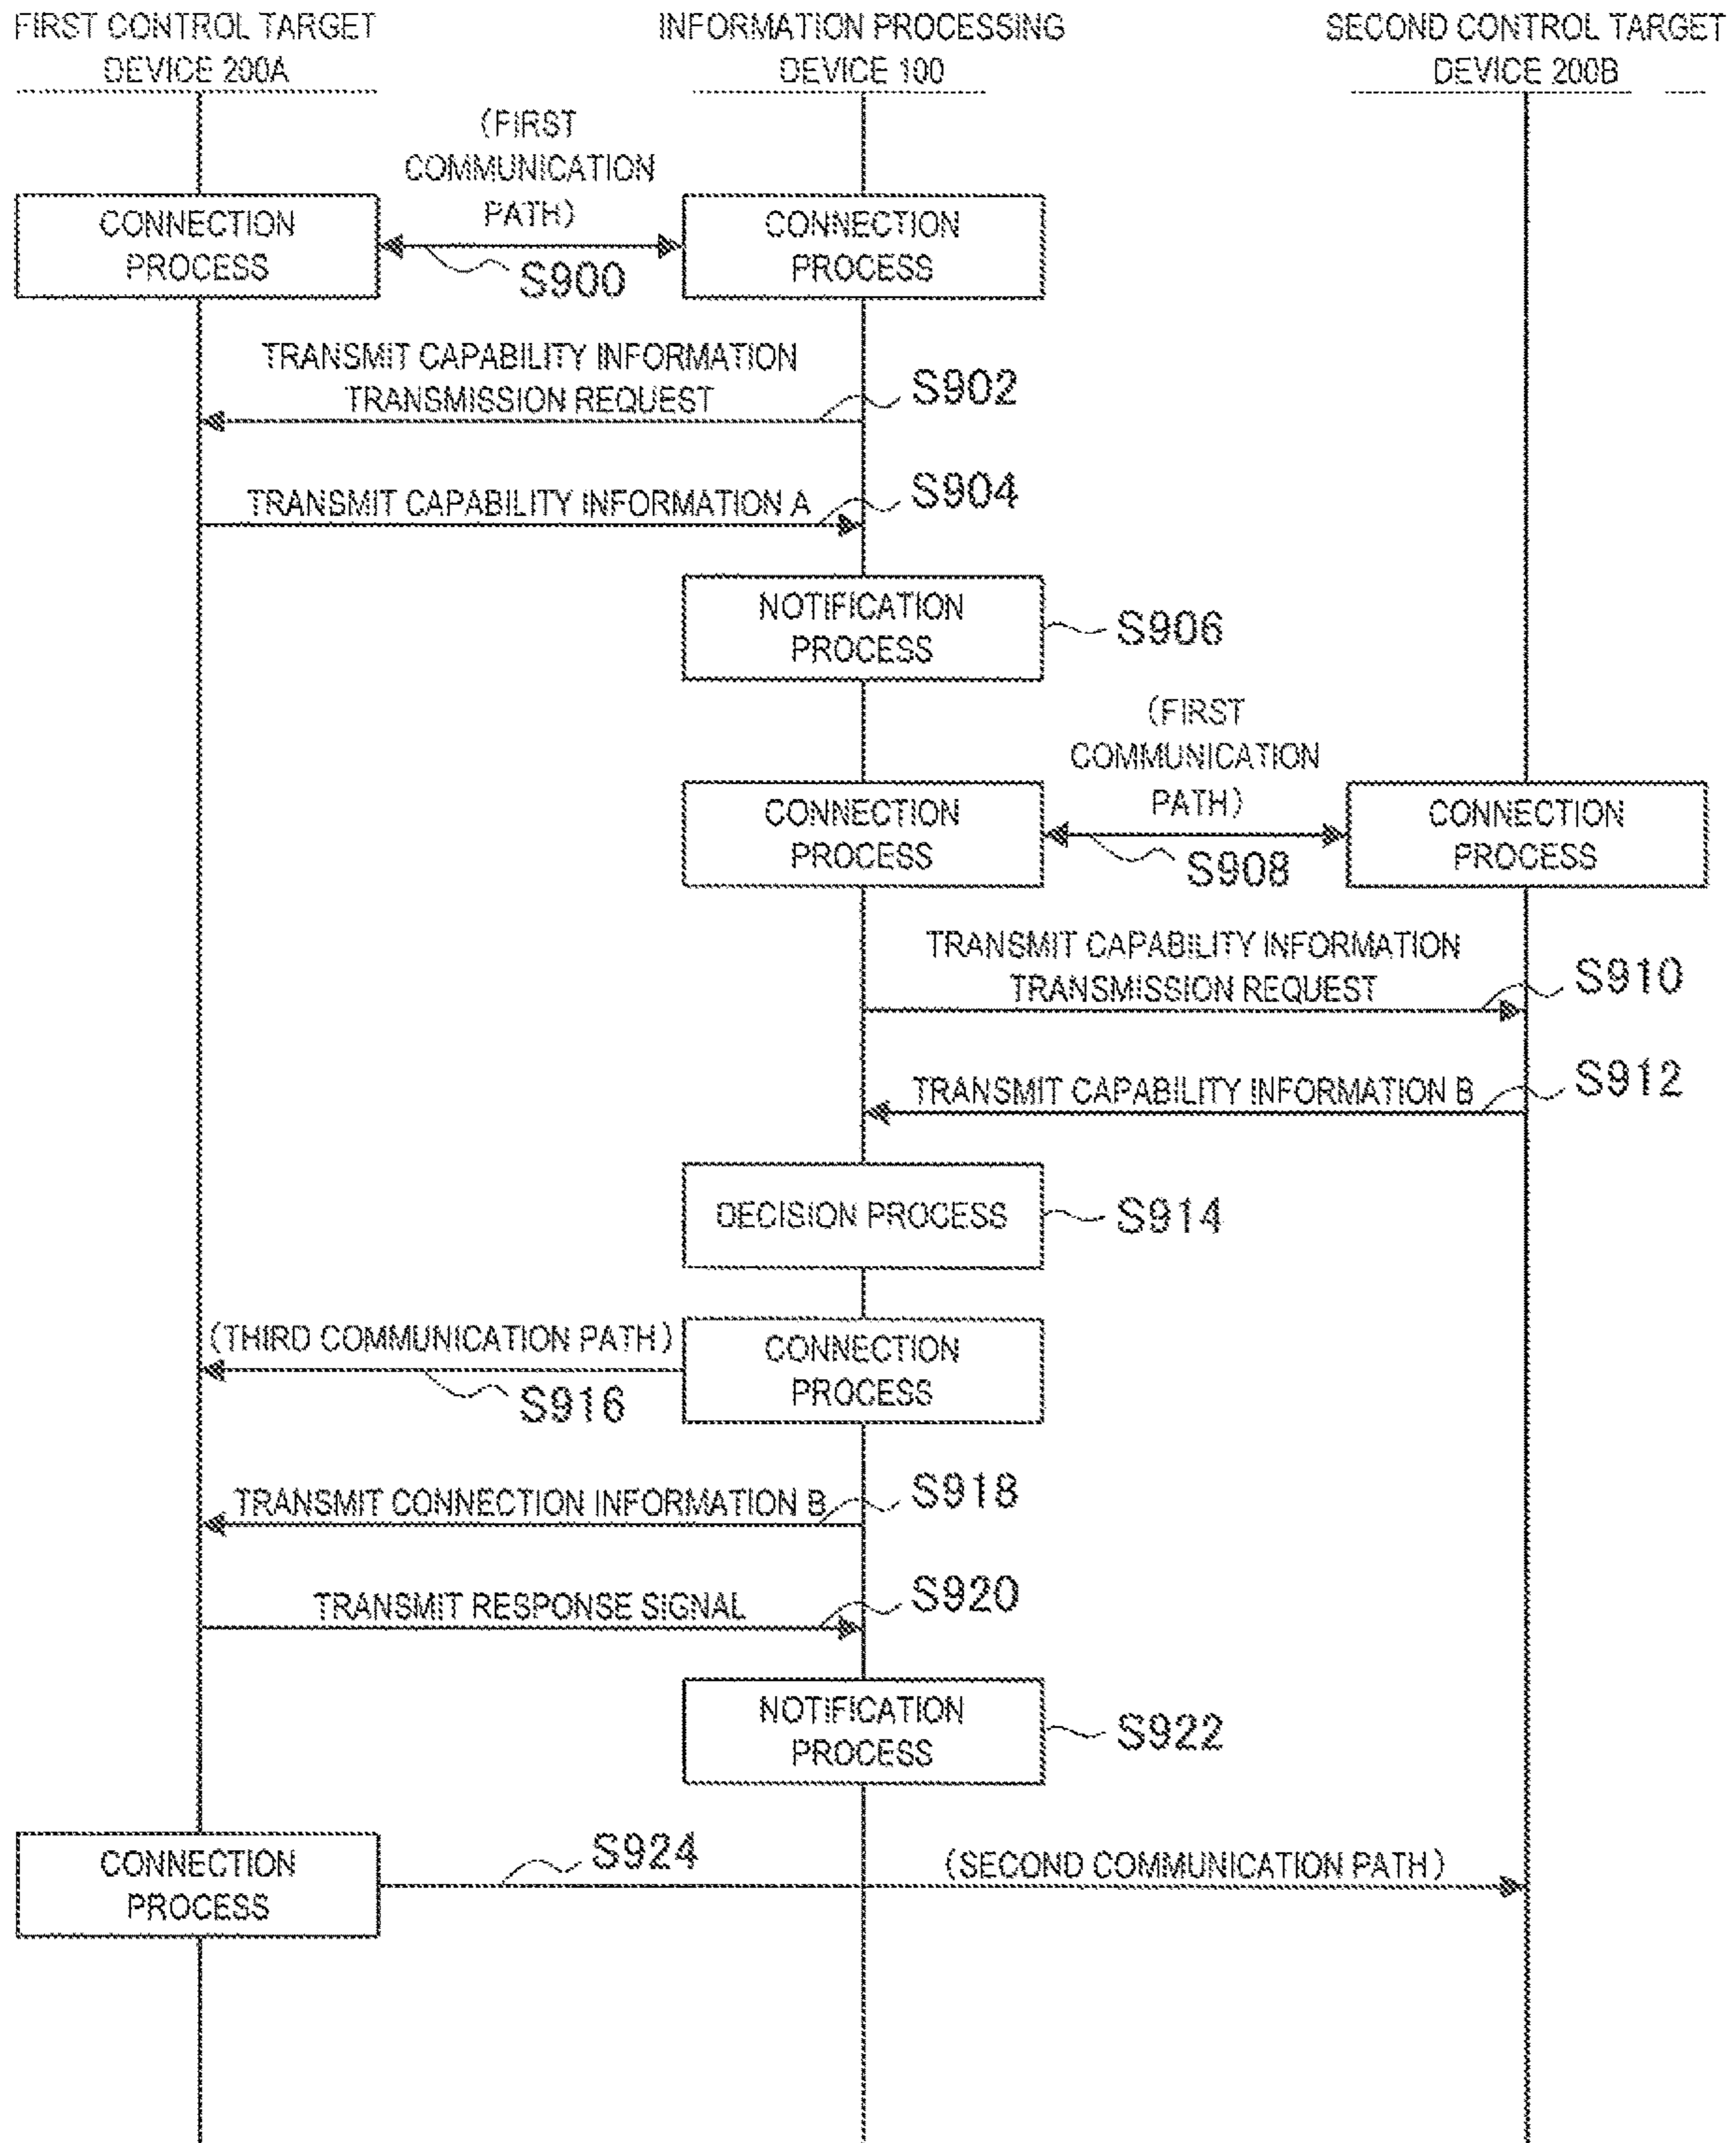 FIRST CONTROL TARGET
DEVICE 200A
INFORMATION PROCESSING
DEVICE 100
SECOND CONTROL TARGET
DEVICE 200B
(FIRST
COMMUNICATION
PATH)
CONNECTION
PROCESS
CONNECTION
PROCESS
S900
TRANSMIT CAPABILITY INFORMATION
TRANSMISSION REQUEST
S902
TRANSMIT CAPABILITY INFORMATION A
S904
NOTIFICATION
PROCESS
S906
(FIRST
COMMUNICATION
PATH)
CONNECTION
PROCESS
CONNECTION
PROCESS
S908
TRANSMIT CAPABILITY INFORMATION
TRANSMISSION REQUEST
S910
TRANSMIT CAPABILITY INFORMATION B
S912
DECISION PROCESS
S914
(THIRD COMMUNICATION PATH)
CONNECTION
PROCESS
S916
TRANSMIT CONNECTION INFORMATION B
S918
TRANSMIT RESPONSE SIGNAL
S920
NOTIFICATION
PROCESS
S922
CONNECTION
PROCESS
S924
(SECOND COMMUNICATION PATH)